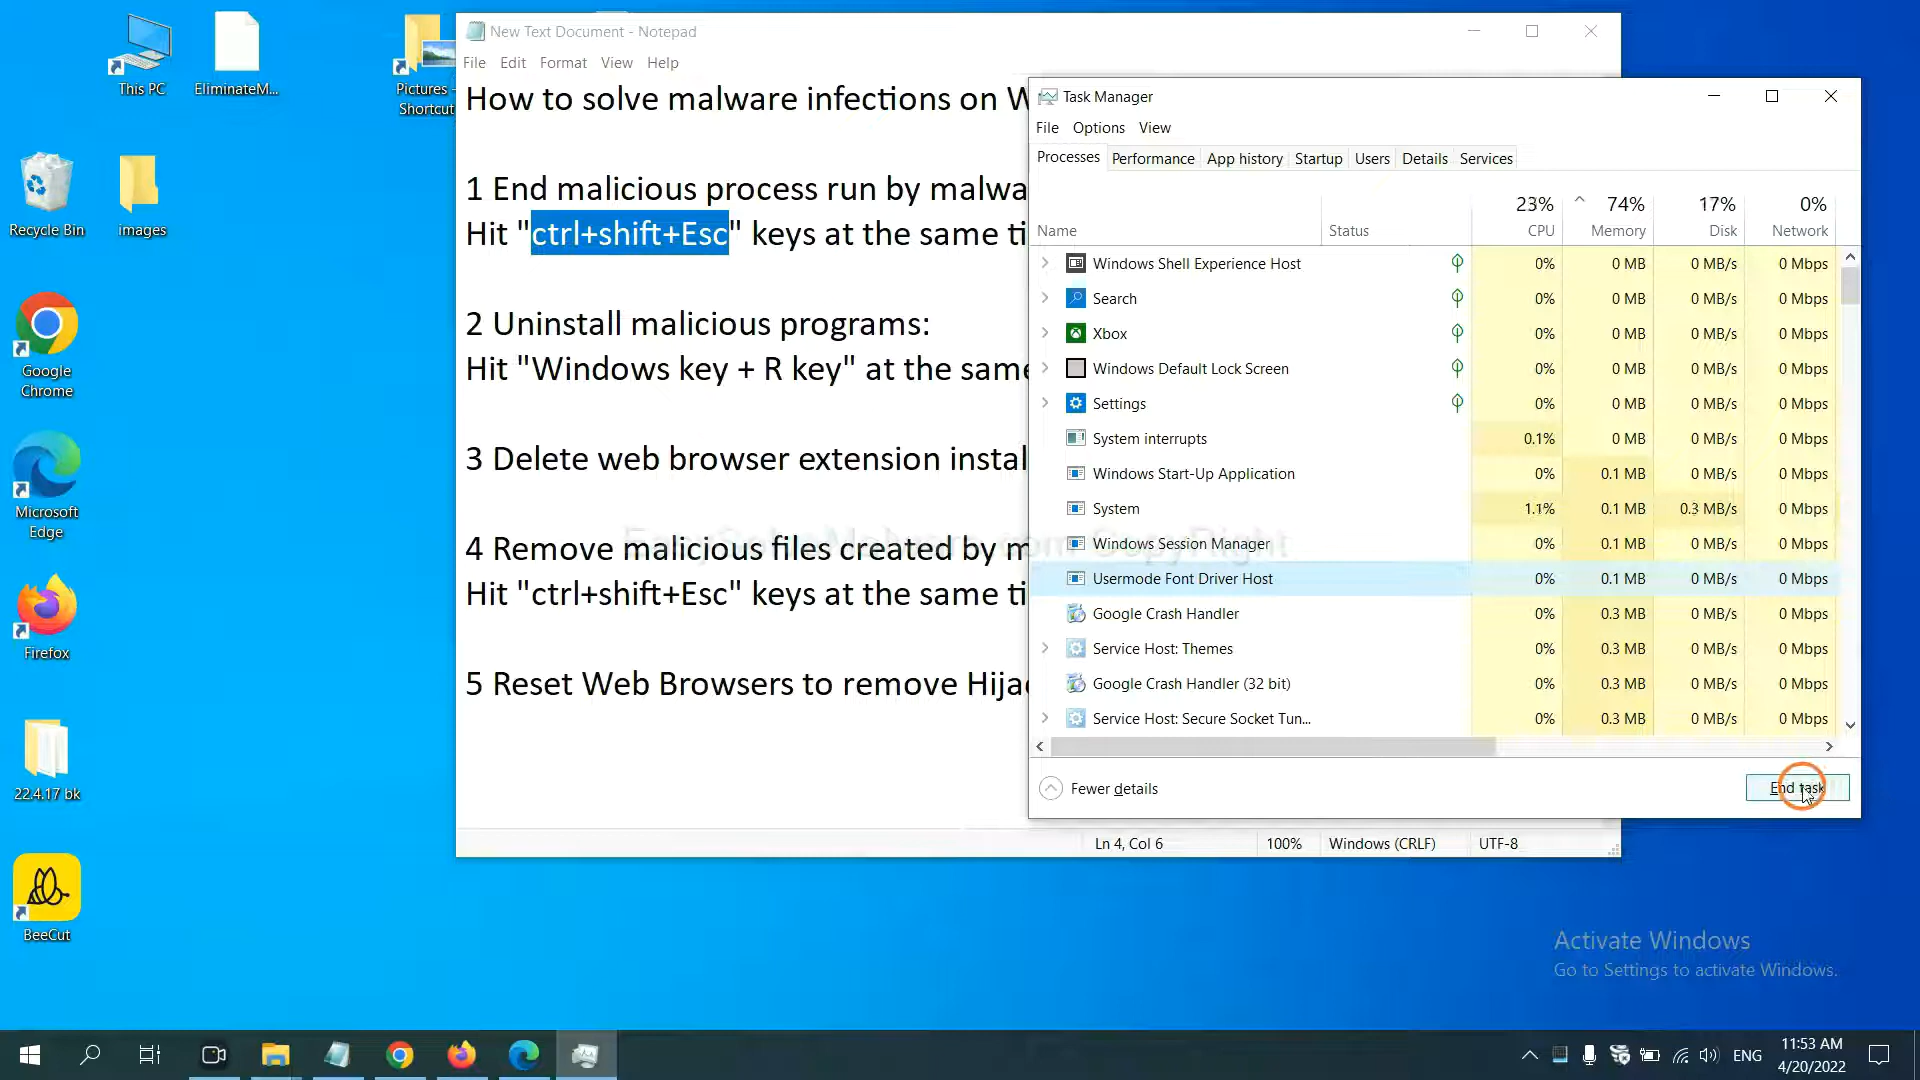 This PC
EliminateM...
Pictures -
Shortcut
Recycle Bin
images
Google
Chrome
Microsoft
Edge
Firefox
22.4.17 bk
BeeCut
New Text Document - Notepad
File Edit Format View Help
How to solve malware infections on W
1 End malicious process run by malwa
Hit "ctrl+shift+Esc" keys at the same ti
2 Uninstall malicious programs:
Hit "Windows key + R key" at the same
3 Delete web browser extension instal
4 Remove malicious files created by m
Hit "ctrl+shift+Esc" keys at the same ti
5 Reset Web Browsers to remove Hijac
EasySolveMalware.com CopyRight
Ln 4, Col 6 100% Windows (CRLF) UTF-8
Task Manager
File Options View
Processes Performance App history Startup Users Details Services
23% 74% 17% 0%
Name Status CPU Memory Disk Network
Windows Shell Experience Host 0% 0 MB 0 MB/s 0 Mbps
Search 0% 0 MB 0 MB/s 0 Mbps
Xbox 0% 0 MB 0 MB/s 0 Mbps
Windows Default Lock Screen 0% 0 MB 0 MB/s 0 Mbps
Settings 0% 0 MB 0 MB/s 0 Mbps
System interrupts 0.1% 0 MB 0 MB/s 0 Mbps
Windows Start-Up Application 0% 0.1 MB 0 MB/s 0 Mbps
System 1.1% 0.1 MB 0.3 MB/s 0 Mbps
Windows Session Manager 0% 0.1 MB 0 MB/s 0 Mbps
Usermode Font Driver Host 0% 0.1 MB 0 MB/s 0 Mbps
Google Crash Handler 0% 0.3 MB 0 MB/s 0 Mbps
Service Host: Themes 0% 0.3 MB 0 MB/s 0 Mbps
Google Crash Handler (32 bit) 0% 0.3 MB 0 MB/s 0 Mbps
Service Host: Secure Socket Tun... 0% 0.3 MB 0 MB/s 0 Mbps
Fewer details
End task
Activate Windows
Go to Settings to activate Windows.
ENG
11:53 AM
4/20/2022